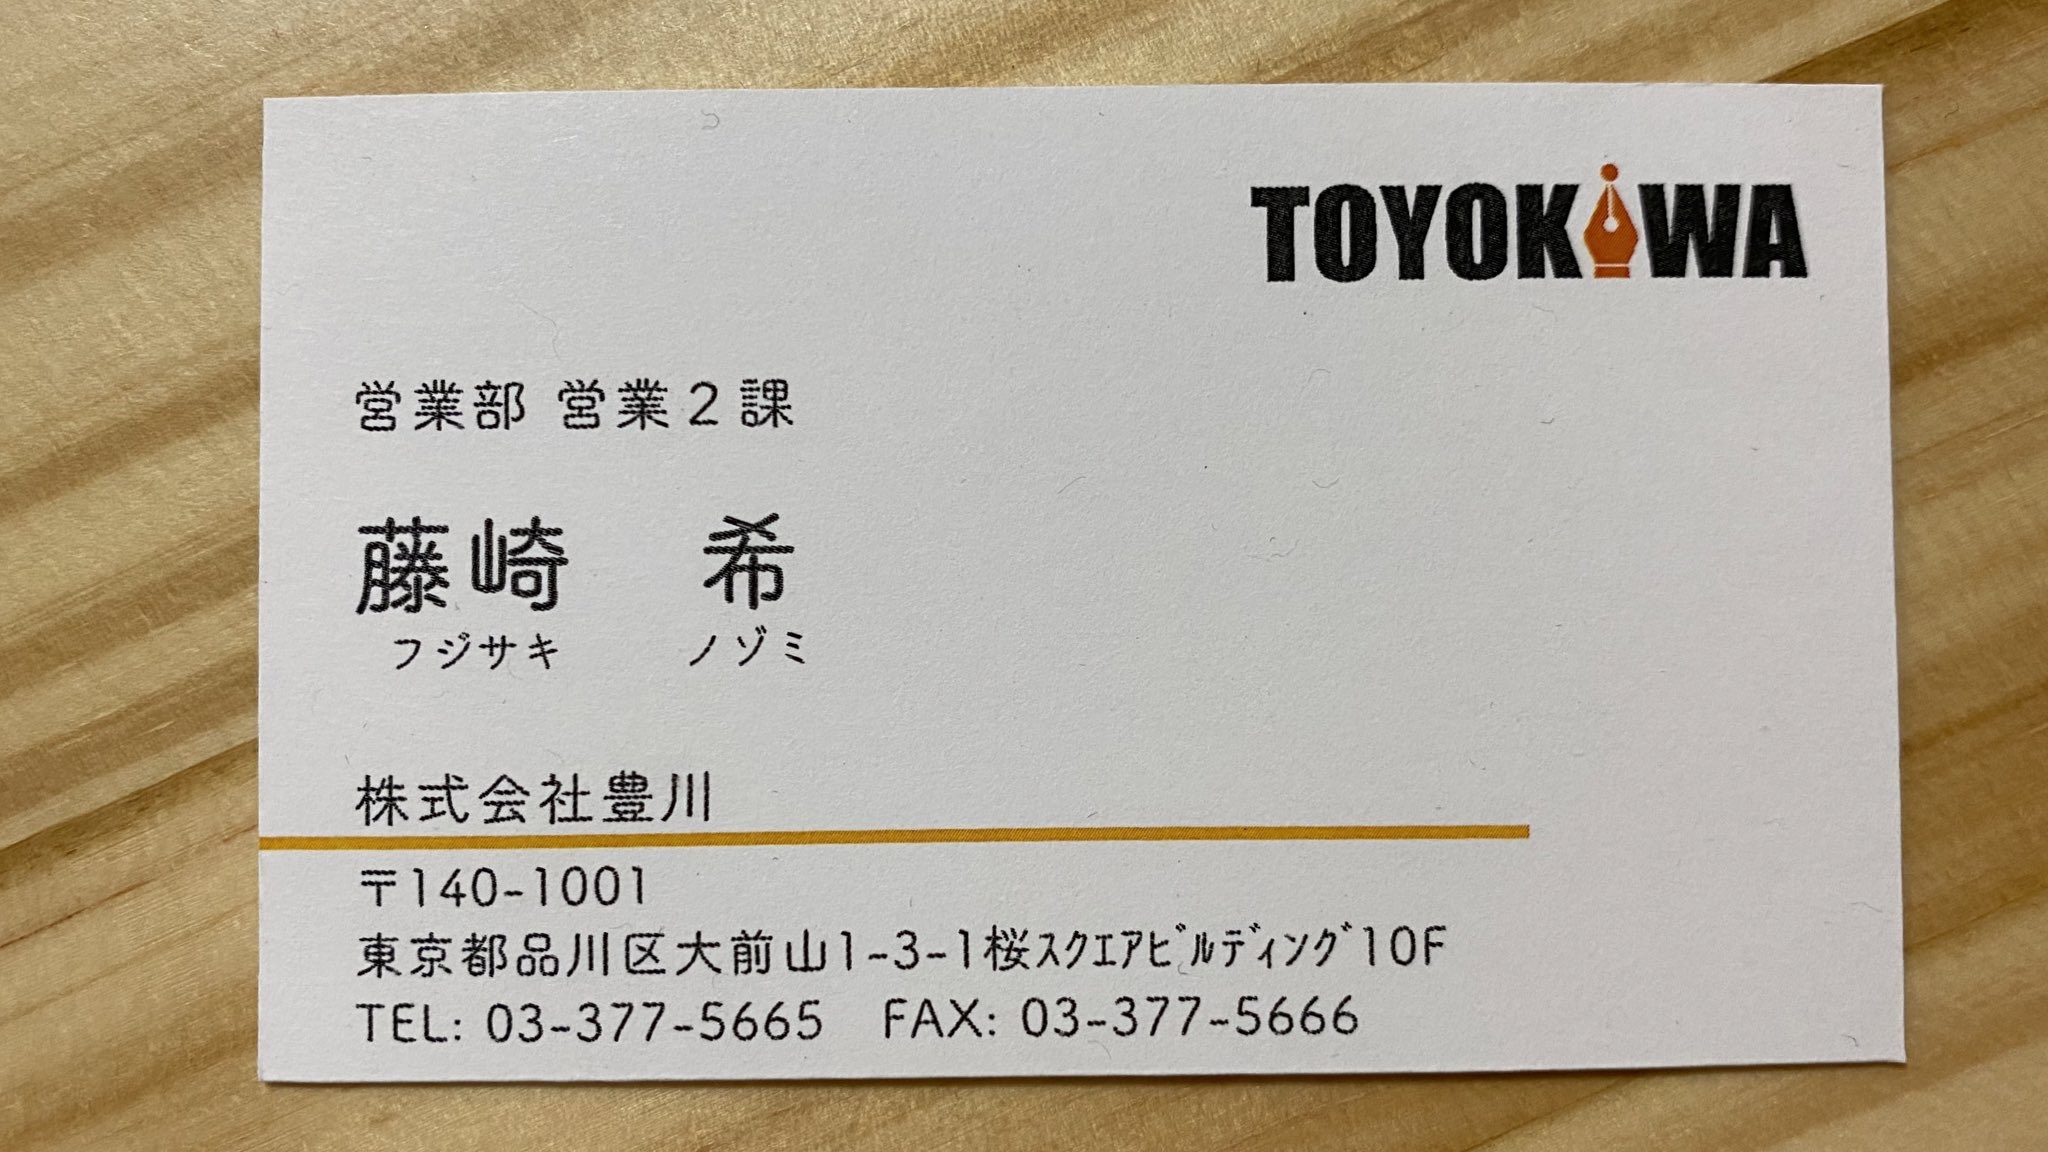 TOYOKiWA
営業部 営業２課
藤崎 希
フジサキ ノゾミ
株式会社豊川
〒140-1001
東京都品川区大前山1-3-1桜ｽｸｴｱﾋﾞﾙﾃﾞｨﾝｸﾞ10F
TEL: 03-377-5665 FAX: 03-377-5666